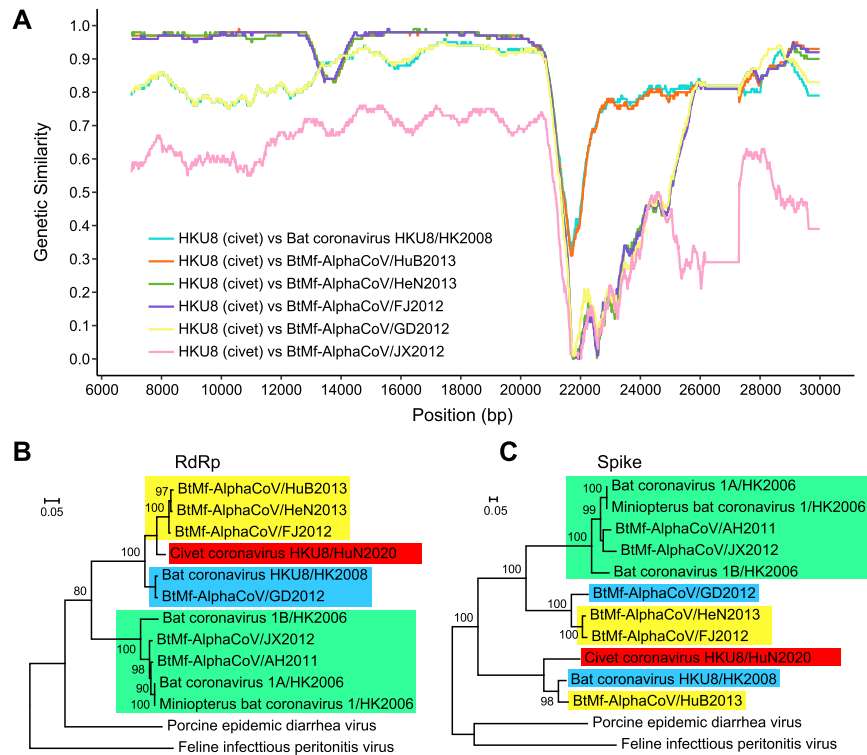 A
1.0
0.9
0.8
0.7
0.6
0.5
0.4
0.3
0.2
0.1
0.0
Genetic Similarity
HKU8 (civet) vs Bat coronavirus HKU8/HK2008
HKU8 (civet) vs BtMf-AlphaCoV/HuB2013
HKU8 (civet) vs BtMf-AlphaCoV/HeN2013
HKU8 (civet) vs BtMf-AlphaCoV/FJ2012
HKU8 (civet) vs BtMf-AlphaCoV/GD2012
HKU8 (civet) vs BtMf-AlphaCoV/JX2012
6000 8000 10000 12000 14000 16000 18000 20000 22000 24000 26000 28000 30000
Position (bp)
B
RdRp
0.05
97
BtMf-AlphaCoV/HuB2013
BtMf-AlphaCoV/HeN2013
100
BtMf-AlphaCoV/FJ2012
100
Civet coronavirus HKU8/HuN2020
Bat coronavirus HKU8/HK2008
BtMf-AlphaCoV/GD2012
80
Bat coronavirus 1B/HK2006
BtMf-AlphaCoV/JX2012
100
BtMf-AlphaCoV/AH2011
98
Bat coronavirus 1A/HK2006
90
Miniopterus bat coronavirus 1/HK2006
100
Porcine epidemic diarrhea virus
Feline infecttious peritonitis virus
C
Spike
0.05
Bat coronavirus 1A/HK2006
100
Miniopterus bat coronavirus 1/HK2006
99
BtMf-AlphaCoV/AH2011
BtMf-AlphaCoV/JX2012
100
Bat coronavirus 1B/HK2006
100
BtMf-AlphaCoV/GD2012
100
BtMf-AlphaCoV/HeN2013
100
BtMf-AlphaCoV/FJ2012
100
Civet coronavirus HKU8/HuN2020
Bat coronavirus HKU8/HK2008
98
BtMf-AlphaCoV/HuB2013
Porcine epidemic diarrhea virus
Feline infecttious peritonitis virus